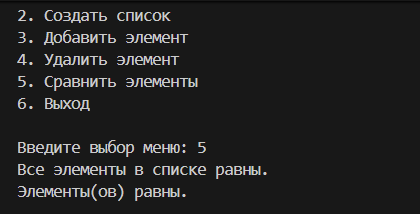 2. Создать список
3. Добавить элемент
4. Удалить элемент
5. Сравнить элементы
6. Выход
Введите выбор меню: 5
Все элементы в списке равны.
Элементы(ов) равны.